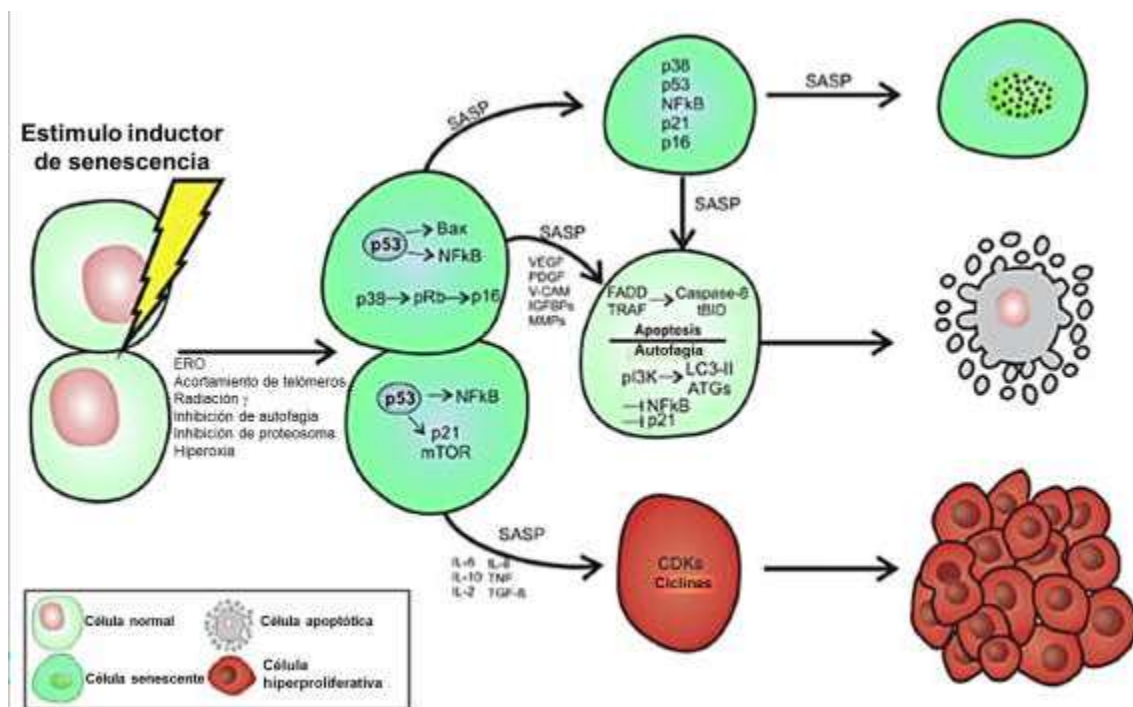 Estimulo inductor
de senescencia
ERO
Acortamiento de telómeros
Radiación γ
Inhibición de autofagia
Inhibición de proteosoma
Hiperoxia
SASP
p53
Bax
NFkB
p38
pRb
p16
p53
NFkB
p21
mTOR
p38
p53
NFkB
p21
p16
SASP
SASP
SASP
VEGF
PDGF
V-CAM
IGFBPs
MMPs
FADD
TRAF
Caspase-8
tBID
Apoptosis
Autofagia
pI3K
LC3-II
ATGs
NFkB
p21
SASP
IL-6 IL-8
IL-10 TNF
IL-2 TGF-B
CDKs
Ciclinas
Célula normal
Célula apoptótica
Célula senescente
Célula
hiperproliferativa